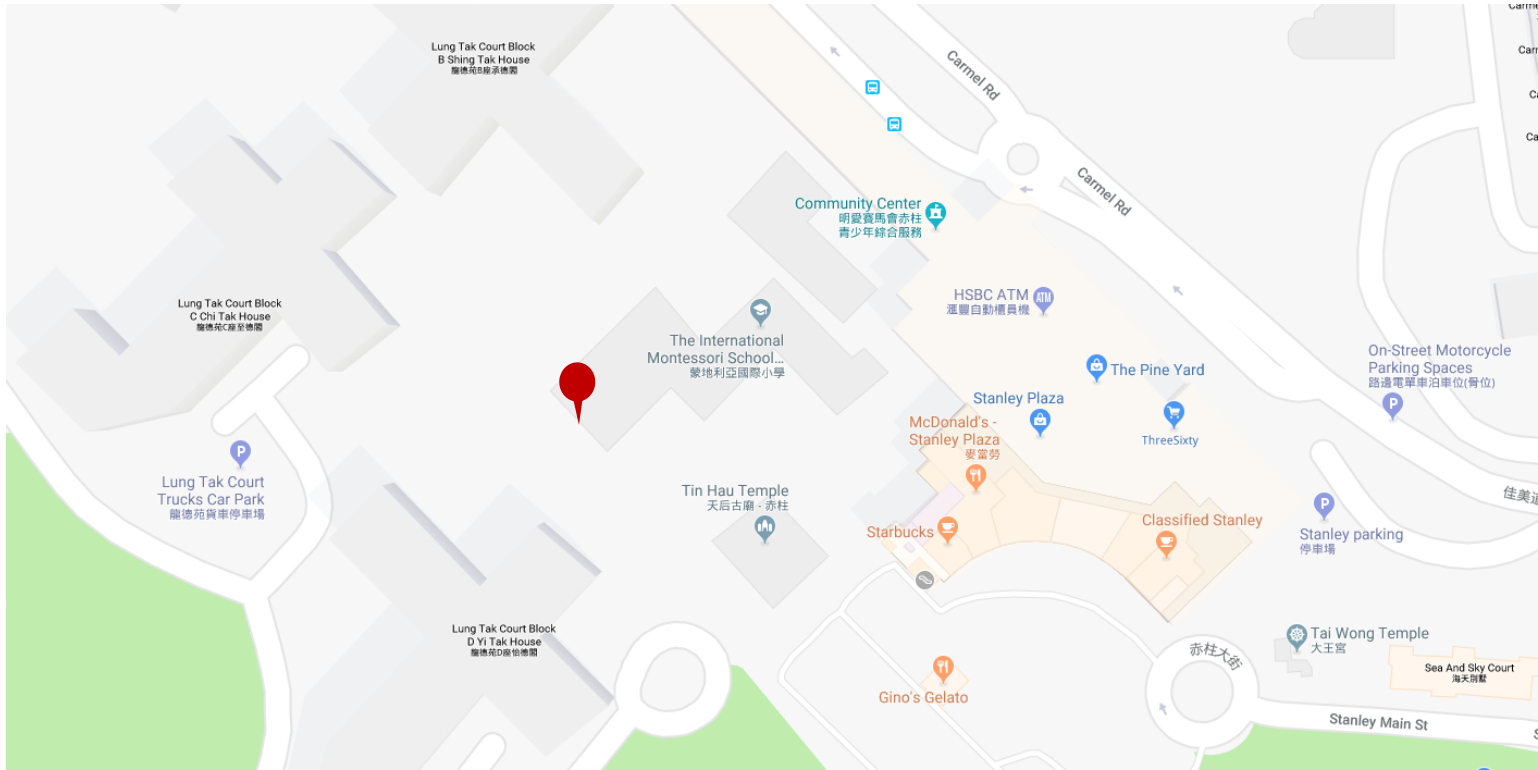 Lung Tak Court Block
B Shing Tak House
龍德苑B座承德閣
Carmel Rd
Carmel Rd
Community Center
明愛賽馬會赤柱
青少年綜合服務
HSBC ATM
滙豐自動櫃員機
ATM
Lung Tak Court Block
C Chi Tak House
龍德苑C座至德閣
The International
Montessori School...
蒙地利亞國際小學
On-Street Motorcycle
Parking Spaces
路邊電單車泊車位(骨位)
P
The Pine Yard
Stanley Plaza
ThreeSixty
McDonald's -
Stanley Plaza
麥當勞
P
Lung Tak Court
Trucks Car Park
龍德苑貨車停車場
Tin Hau Temple
天后古廟 - 赤柱
Starbucks
Classified Stanley
P
Stanley parking
停車場
佳美道
Lung Tak Court Block
D Yi Tak House
龍德苑D座怡德閣
Gino's Gelato
赤柱大街
Tai Wong Temple
大王宮
Sea And Sky Court
海天別墅
Stanley Main St